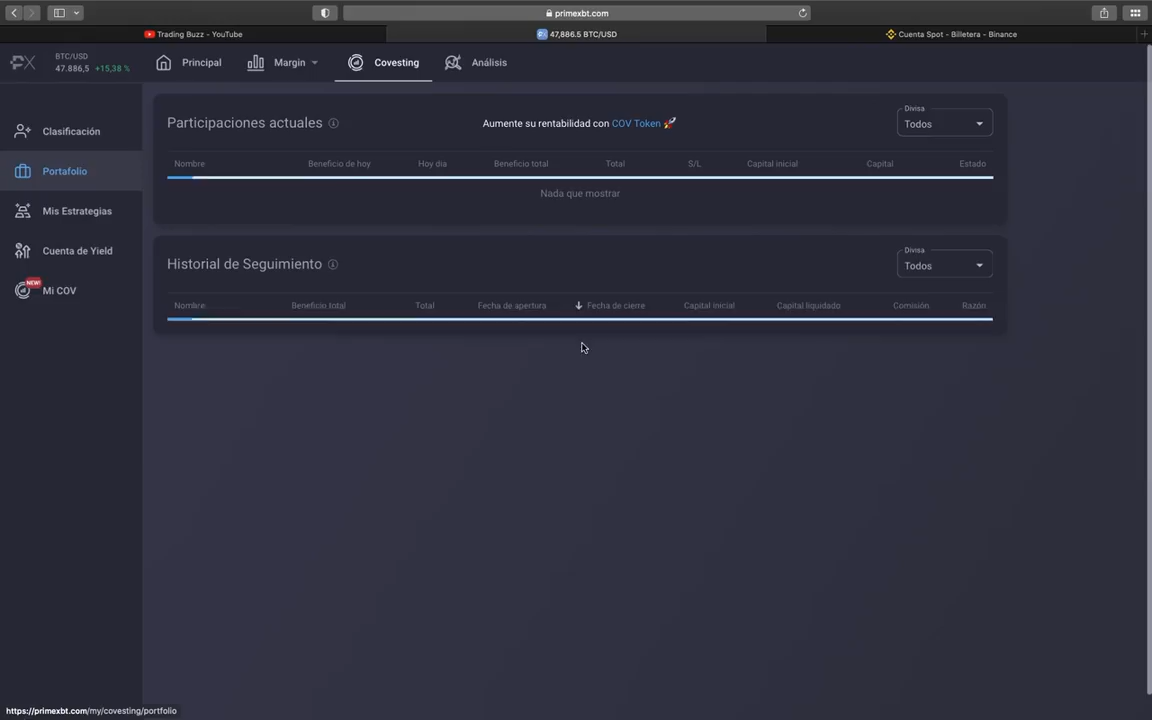 primexbt.com
Trading Buzz - YouTube
47,886.5 BTC/USD
Cuenta Spot - Billetera - Binance
BTC/USD
47.886,5 +15,38 %
Principal
Margin
Covesting
Análisis
Clasificación
Portafolio
Mis Estrategias
Cuenta de Yield
NEW!
Mi COV
Participaciones actuales
Aumente su rentabilidad con COV Token 🚀
Divisa
Todos
Nombre Beneficio de hoy Hoy dia Beneficio total Total S/L Capital inicial Capital Estado
Nada que mostrar
Historial de Seguimiento
Divisa
Todos
Nombre Beneficio total Total Fecha de apertura Fecha de cierre Capital inicial Capital liquidado Comisión Razón
https://primexbt.com/my/covesting/portfolio